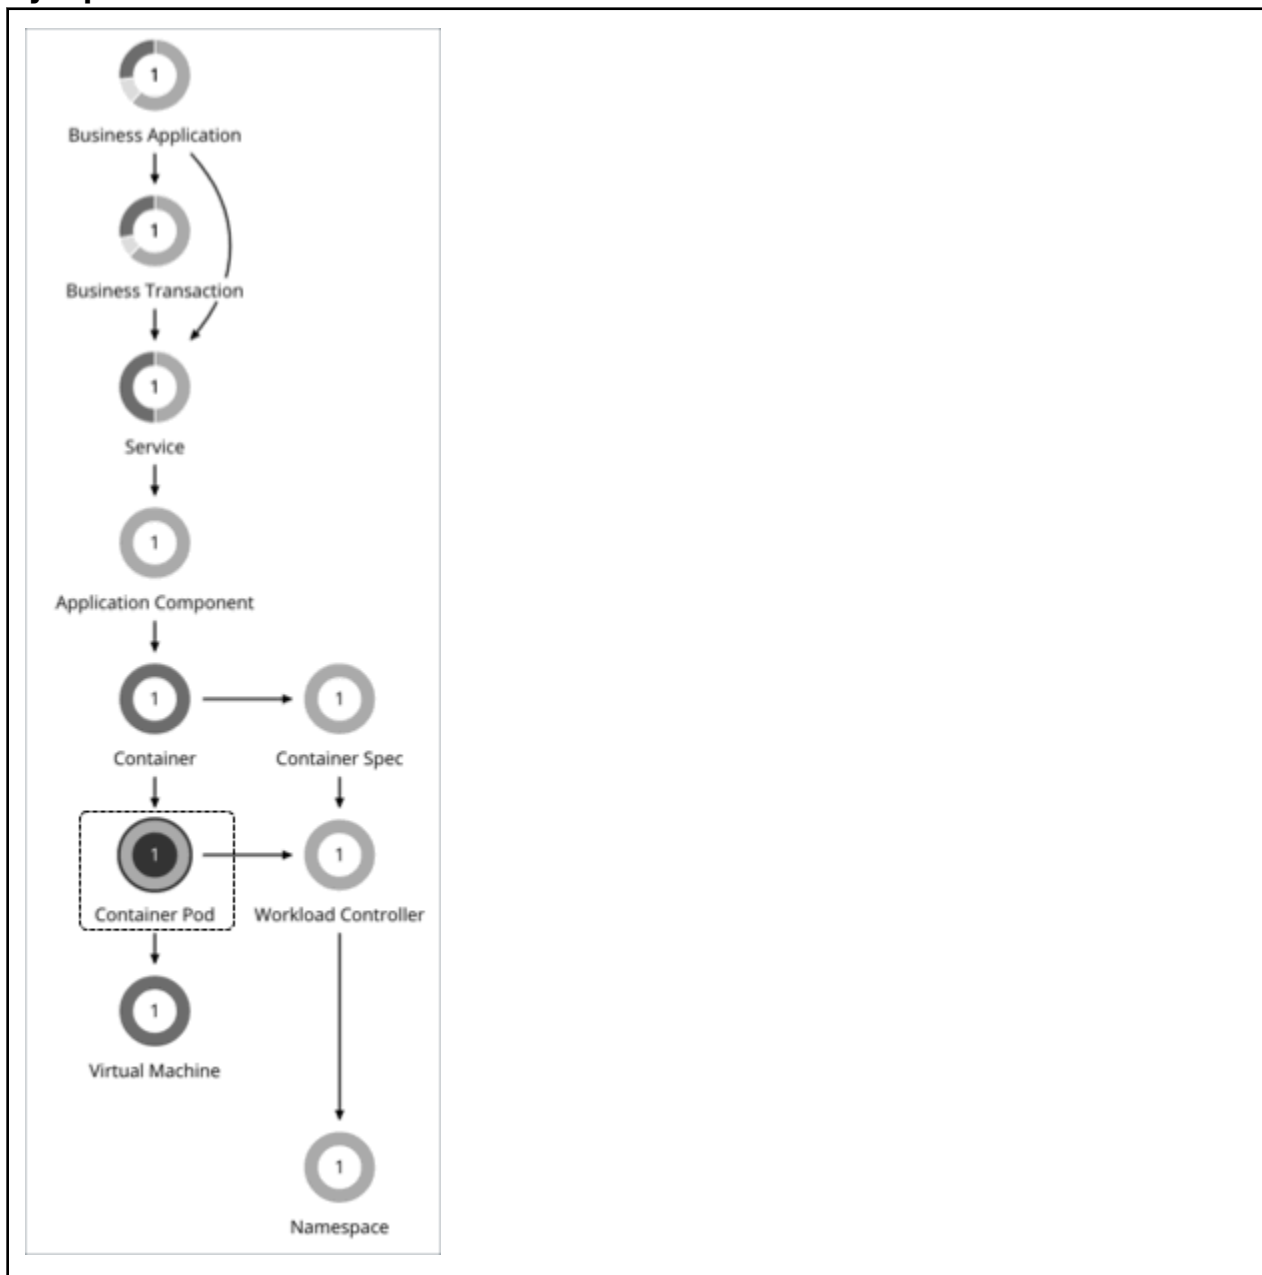 1
Business Application
1
Business Transaction
1
Service
1
Application Component
1 1
Container Container Spec
1 1
Container Pod Workload Controller
1
Virtual Machine
1
Namespace